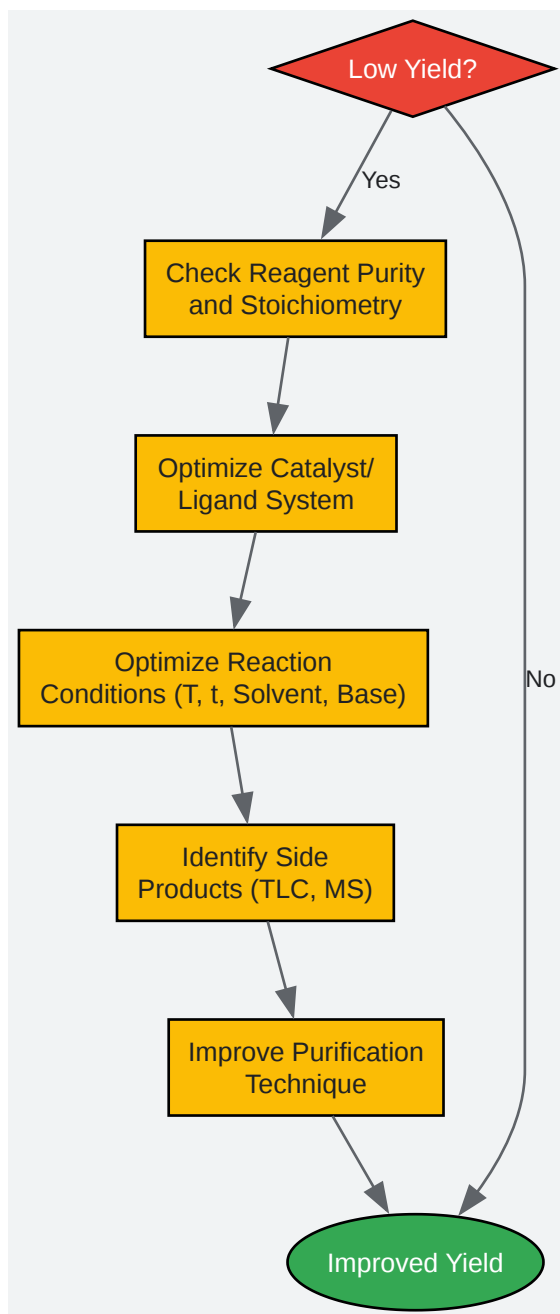 Low Yield?
Yes
Check Reagent Purity
and Stoichiometry
Optimize Catalyst/
Ligand System
Optimize Reaction
Conditions (T, t, Solvent, Base)
No
Identify Side
Products (TLC, MS)
Improve Purification
Technique
Improved Yield